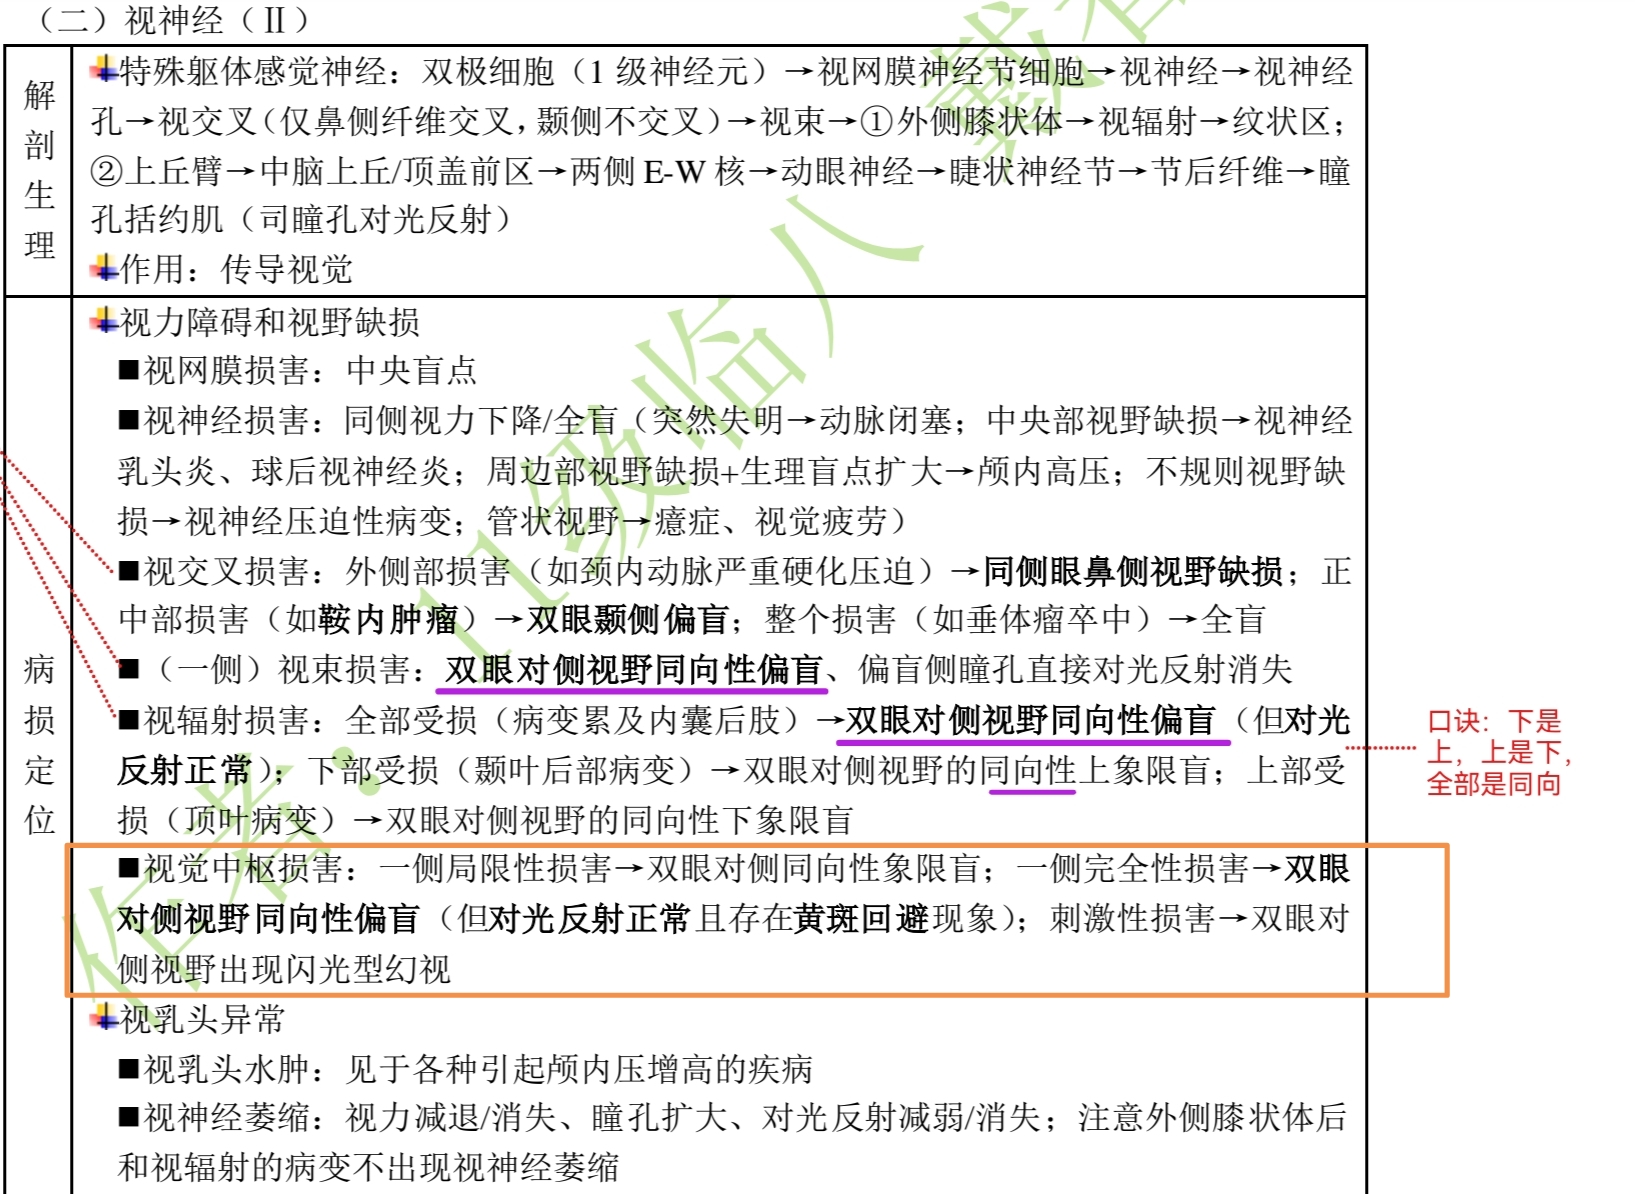 （二）视神经（Ⅱ）
解剖生理
特殊躯体感觉神经：双极细胞（1 级神经元）→视网膜神经节细胞→视神经→视神经
孔→视交叉（仅鼻侧纤维交叉，颞侧不交叉）→视束→①外侧膝状体→视辐射→纹状区；
②上丘臂→中脑上丘/顶盖前区→两侧 E-W 核→动眼神经→睫状神经节→节后纤维→瞳
孔括约肌（司瞳孔对光反射）
作用：传导视觉
病损定位
视力障碍和视野缺损
■视网膜损害：中央盲点
■视神经损害：同侧视力下降/全盲（突然失明→动脉闭塞；中央部视野缺损→视神经
乳头炎、球后视神经炎；周边部视野缺损+生理盲点扩大→颅内高压；不规则视野缺
损→视神经压迫性病变；管状视野→癔症、视觉疲劳）
■视交叉损害：外侧部损害（如颈内动脉严重硬化压迫）→同侧眼鼻侧视野缺损；正
中部损害（如鞍内肿瘤）→双眼颞侧偏盲；整个损害（如垂体瘤卒中）→全盲
■（一侧）视束损害：双眼对侧视野同向性偏盲、偏盲侧瞳孔直接对光反射消失
■视辐射损害：全部受损（病变累及内囊后肢）→双眼对侧视野同向性偏盲（但对光
反射正常）；下部受损（颞叶后部病变）→双眼对侧视野的同向性上象限盲；上部受
损（顶叶病变）→双眼对侧视野的同向性下象限盲
口诀：下是
上，上是下，
全部是同向
■视觉中枢损害：一侧局限性损害→双眼对侧同向性象限盲；一侧完全性损害→双眼
对侧视野同向性偏盲（但对光反射正常且存在黄斑回避现象）；刺激性损害→双眼对
侧视野出现闪光型幻视
视乳头异常
■视乳头水肿：见于各种引起颅内压增高的疾病
■视神经萎缩：视力减退/消失、瞳孔扩大、对光反射减弱/消失；注意外侧膝状体后
和视辐射的病变不出现视神经萎缩
作者：11级临八 戴